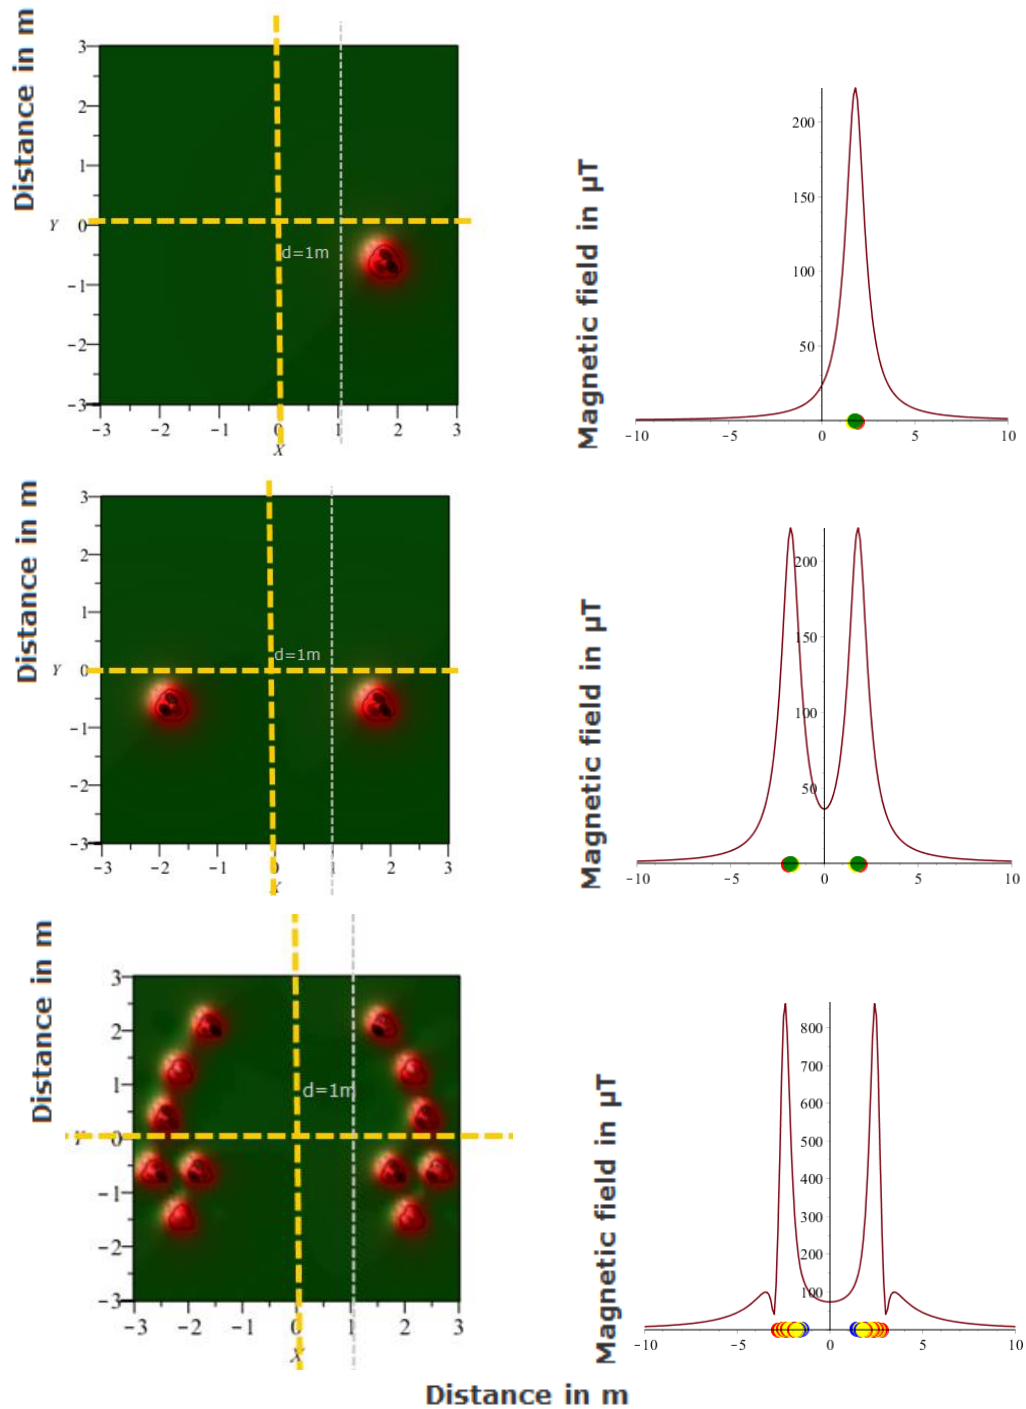 Distance in m
3
2
1
Y 0
-1
-2
-3
-3 -2 -1 0 1 2 3
X
d=1m
Magnetic field in µT
200
150
100
50
-10 -5 0 5 10
Distance in m
3
2
1
Y 0
-1
-2
-3
-3 -2 -1 0 1 2 3
X
d=1m
Magnetic field in µT
200
150
100
50
-10 -5 0 5 10
Distance in m
3
2
1
Y 0
-1
-2
-3
-3 -2 -1 0 1 2 3
X
d=1m
Magnetic field in µT
800
700
600
500
400
300
200
100
-10 -5 0 5 10
Distance in m